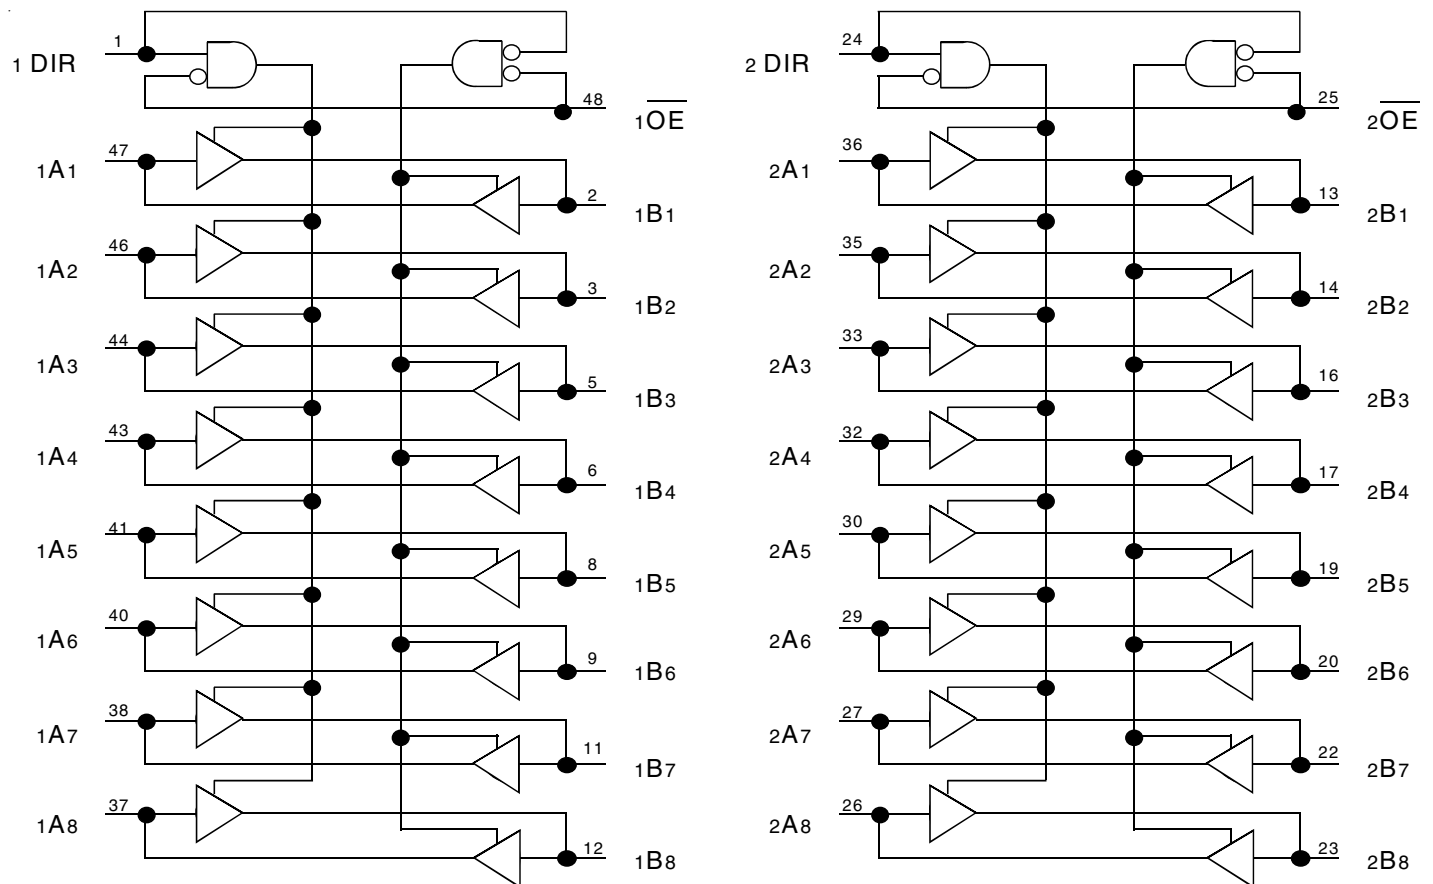 1 DIR 1
48 1OE
47 1A1
2 1B1
46 1A2
3 1B2
44 1A3
5 1B3
43 1A4
6 1B4
41 1A5
8 1B5
40 1A6
9 1B6
38 1A7
11 1B7
37 1A8
12 1B8
2 DIR 24
25 2OE
36 2A1
13 2B1
35 2A2
14 2B2
33 2A3
16 2B3
32 2A4
17 2B4
30 2A5
19 2B5
29 2A6
20 2B6
27 2A7
22 2B7
26 2A8
23 2B8